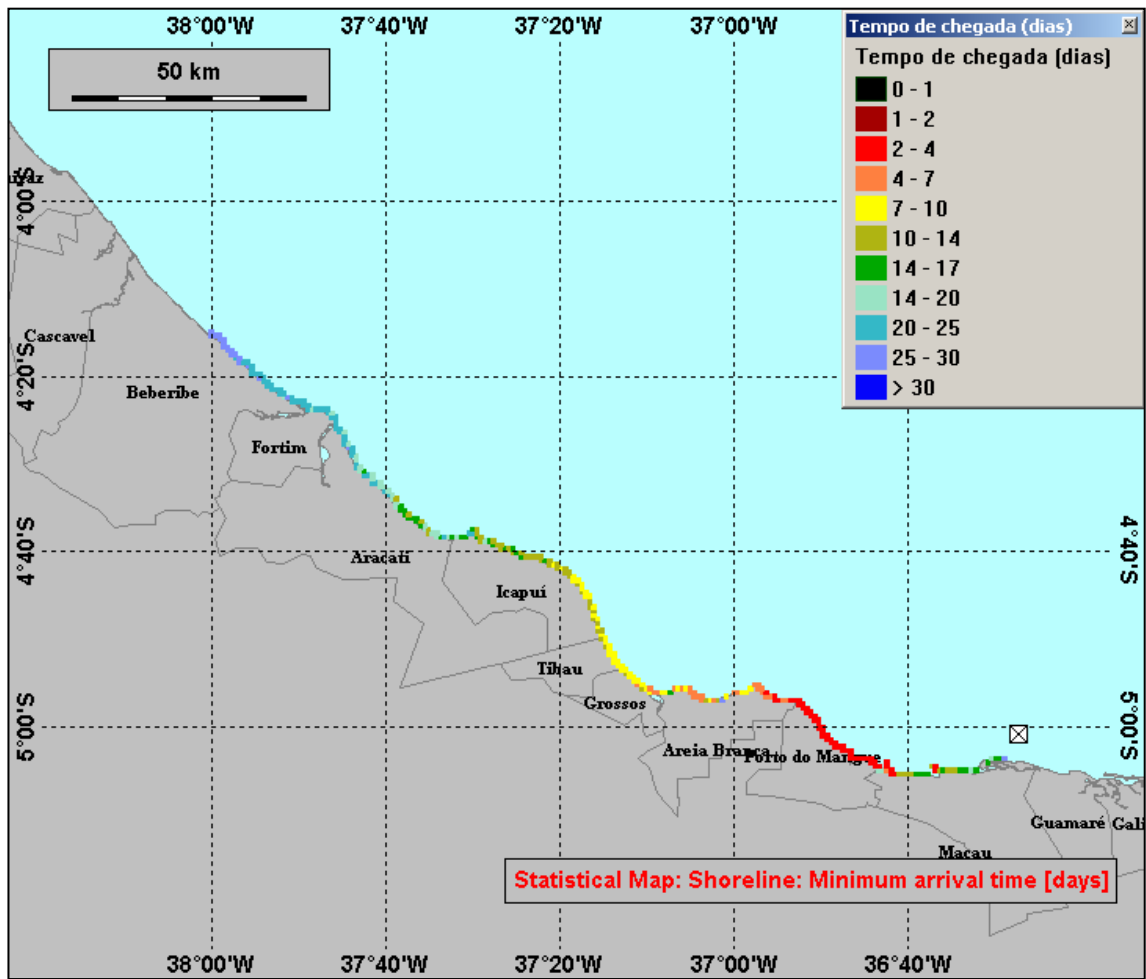 38°00'W 37°40'W 37°20'W 37°00'W
Tempo de chegada (dias)
Tempo de chegada (dias)
0 - 1
1 - 2
2 - 4
4 - 7
7 - 10
10 - 14
14 - 17
14 - 20
20 - 25
25 - 30
> 30
50 km
4°00'S
Cascavel
4°20'S
Beberibe
Fortim
4°40'S
4°40'S
Aracati
Icapuí
Tibau
Grossos
5°00'S
5°00'S
Areia Branca
Porto do Mangue
Guamaré
Gali
Macau
Statistical Map: Shoreline: Minimum arrival time [days]
38°00'W 37°40'W 37°20'W 37°00'W 36°40'W